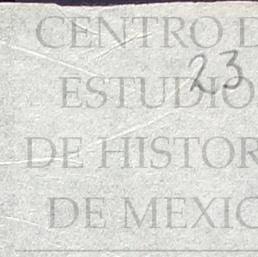 CENTRO D
23
ESTUDIO
DE HISTOR
DE MEXIC